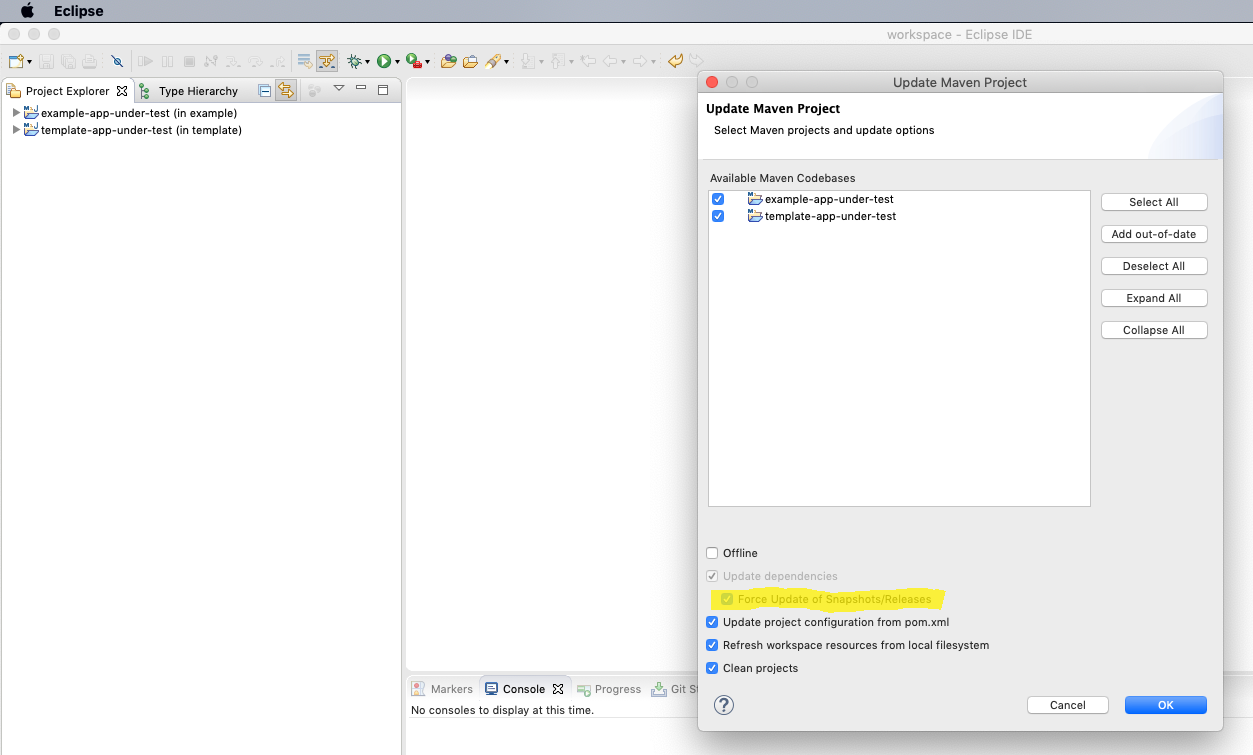 Eclipse
workspace - Eclipse IDE
Project Explorer
Type Hierarchy
example-app-under-test (in example)
template-app-under-test (in template)
Update Maven Project
Update Maven Project
Select Maven projects and update options
Available Maven Codebases
example-app-under-test
template-app-under-test
Select All
Add out-of-date
Deselect All
Expand All
Collapse All
Offline
Update dependencies
Force Update of Snapshots/Releases
Update project configuration from pom.xml
Refresh workspace resources from local filesystem
Clean projects
? Cancel OK
Markers Console Progress Git St
No consoles to display at this time.